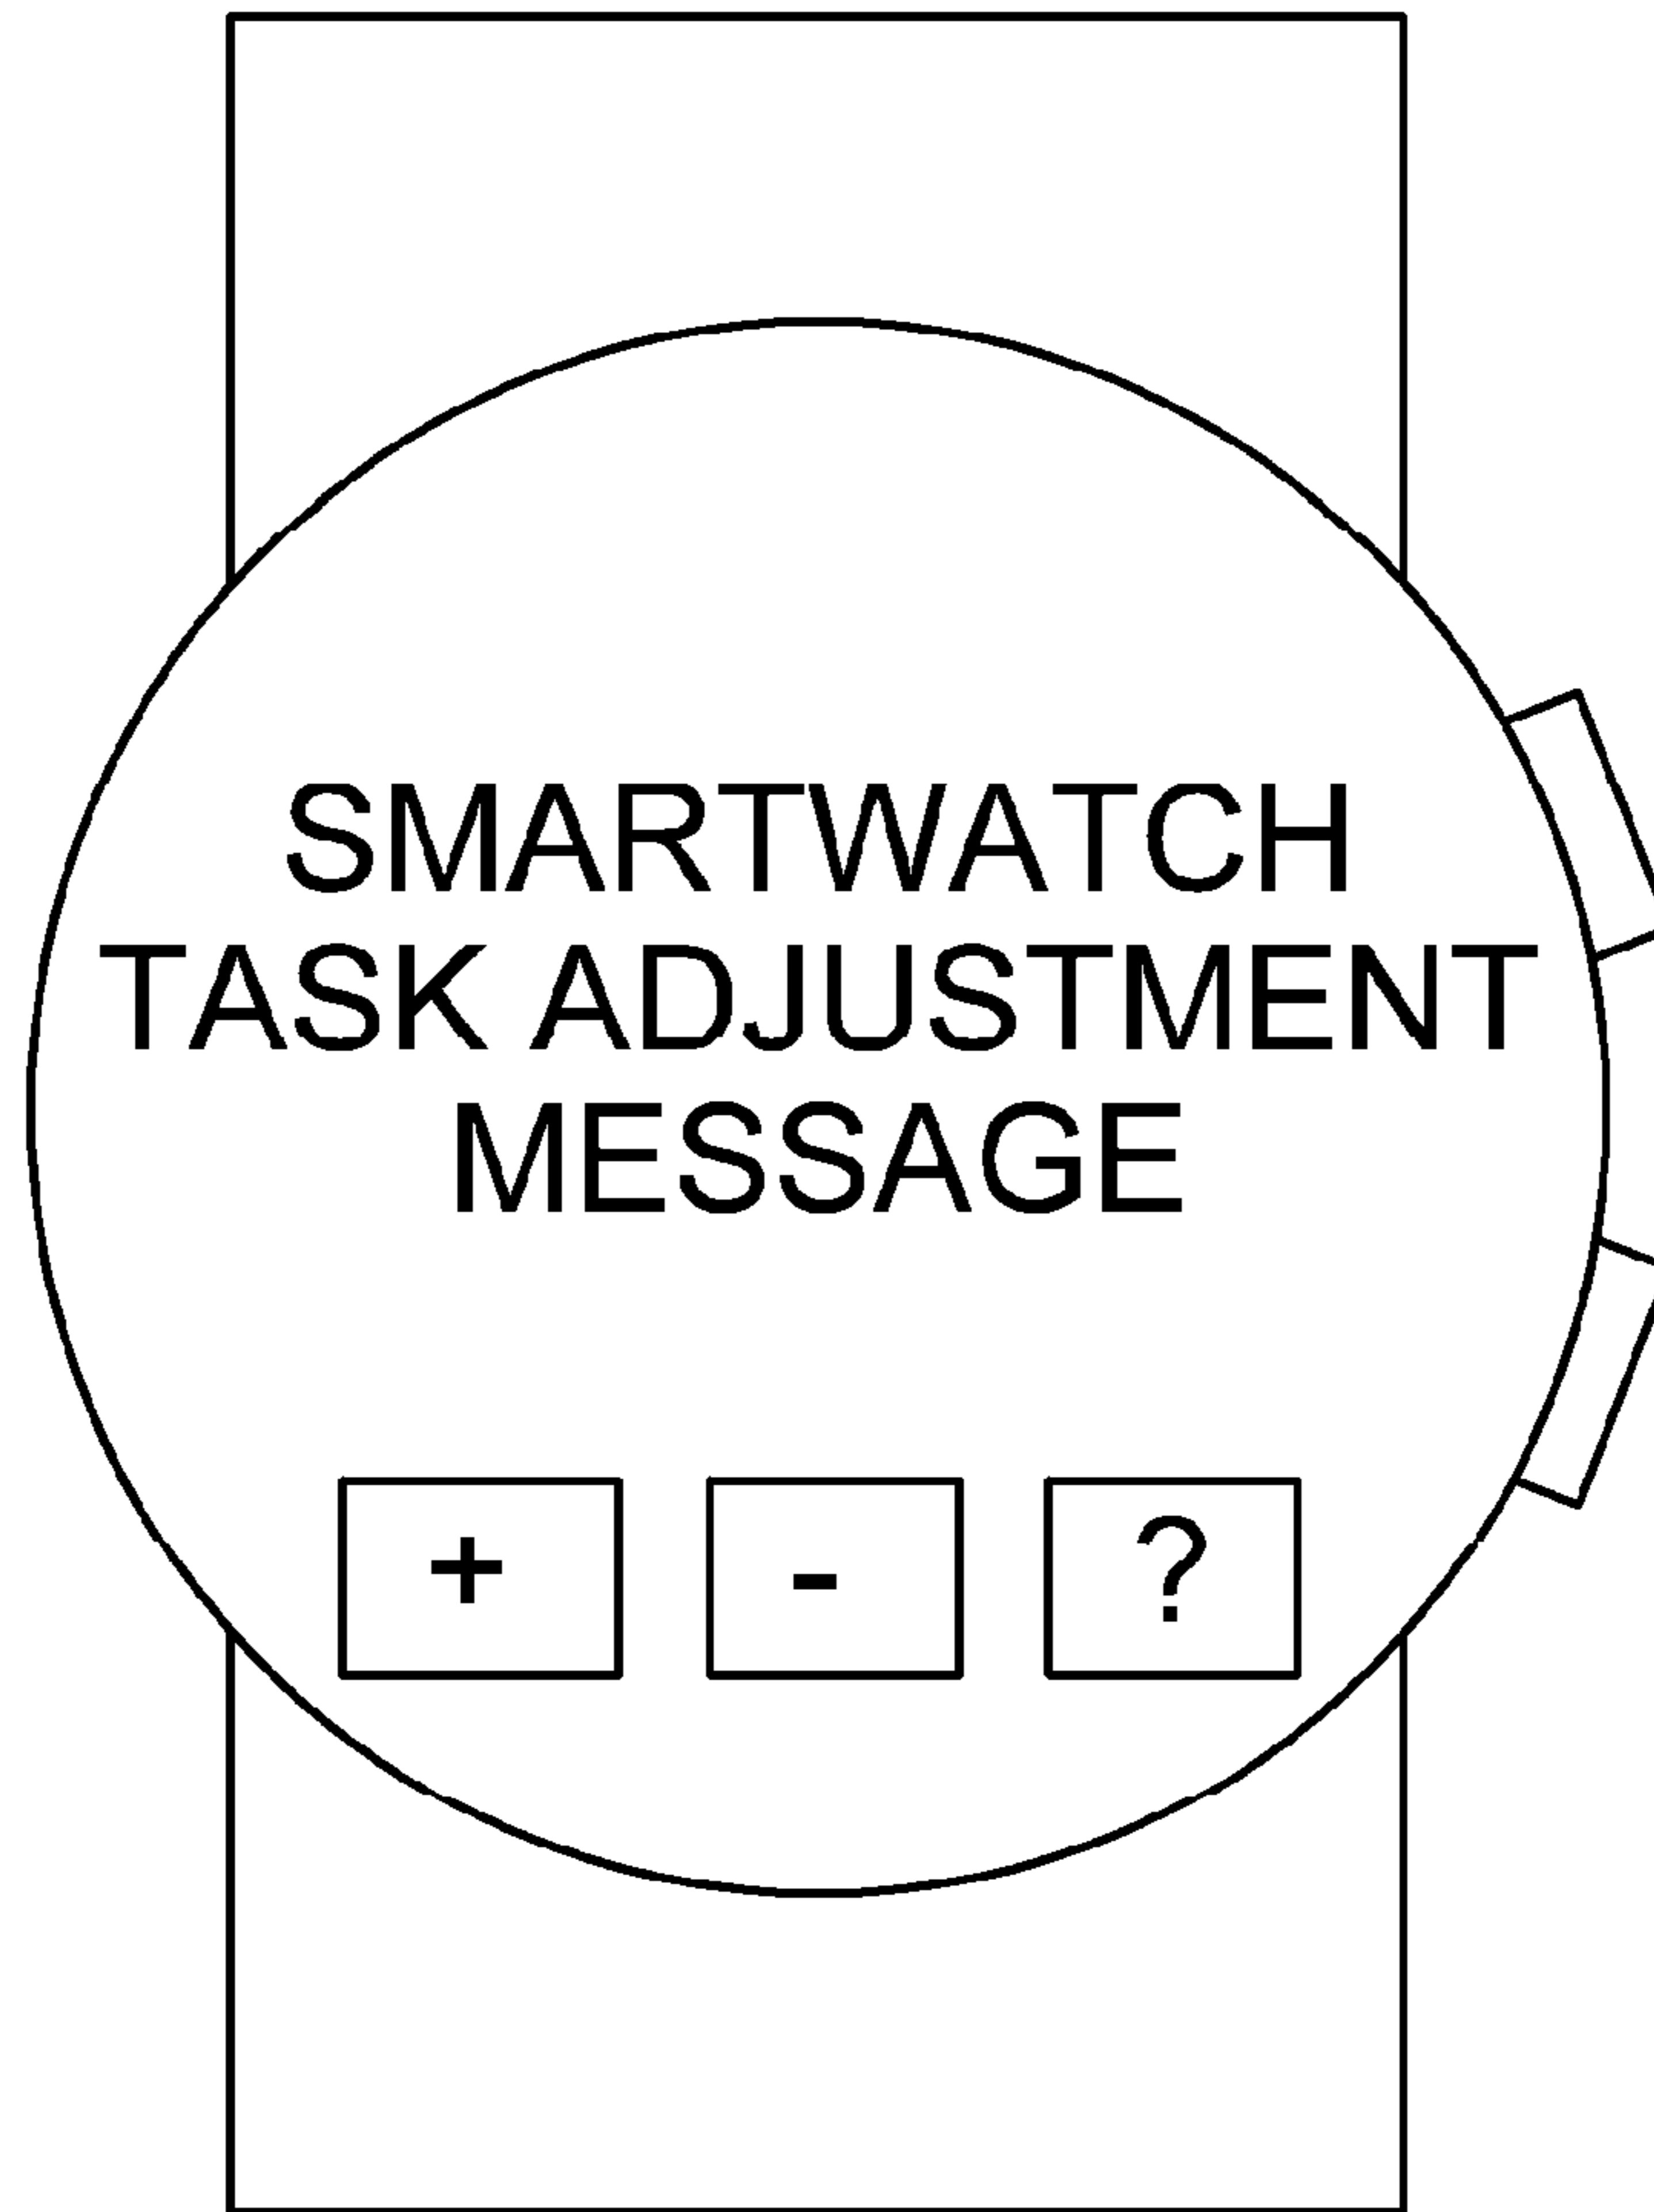 SMARTWATCH
TASK ADJUSTMENT
MESSAGE
+ - ?